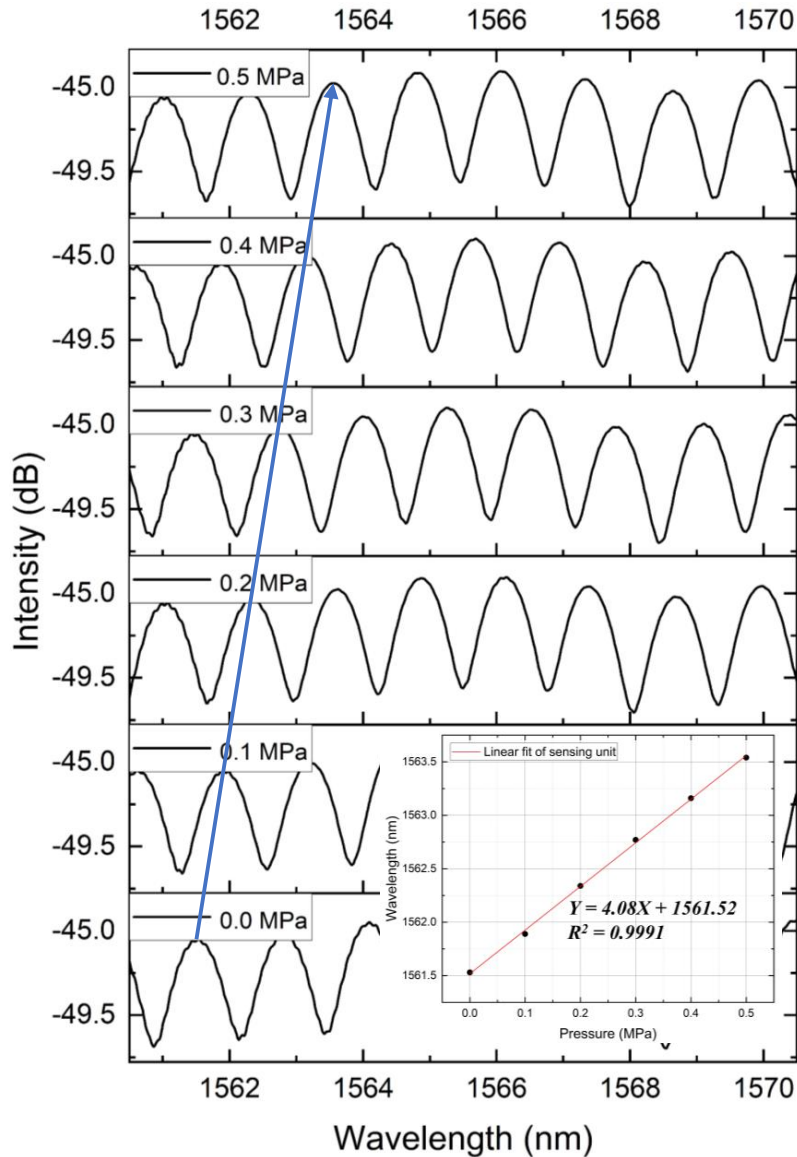 1562 1564 1566 1568 1570
0.5 MPa
-45.0
-49.5
0.4 MPa
-45.0
-49.5
0.3 MPa
-45.0
-49.5
0.2 MPa
-45.0
-49.5
0.1 MPa
-45.0
-49.5
0.0 MPa
-45.0
-49.5
Intensity (dB)
1562 1564 1566 1568 1570
Wavelength (nm)
Linear fit of sensing unit
1563.5
1563.0
1562.5
1562.0
1561.5
Wavelength (nm)
Y = 4.08X + 1561.52
R² = 0.9991
0.0 0.1 0.2 0.3 0.4 0.5
Pressure (MPa)